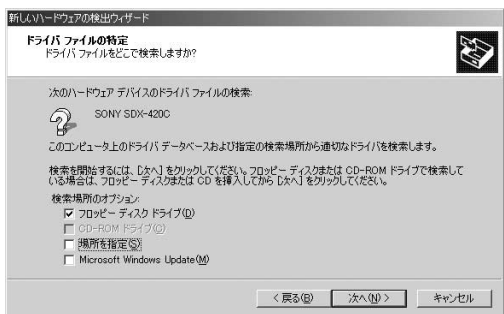 新しいハードウェアの検出ウィザード
ドライバ ファイルの特定
ドライバ ファイルをどこで検索しますか?
次のハードウェア デバイスのドライバ ファイルの検索:
SONY SDX-420C
このコンピュータ上のドライバ データベースおよび指定の検索場所から適切なドライバを検索します。
検索を開始するには、[次へ] をクリックしてください。フロッピー ディスクまたは CD-ROM ドライブで検索して
いる場合は、フロッピー ディスクまたは CD を挿入してから [次へ] をクリックしてください。
検索場所のオプション:
フロッピー ディスク ドライブ(D)
CD-ROM ドライブ(C)
場所を指定(S)
Microsoft Windows Update(M)
< 戻る(B) 次へ(N) > キャンセル